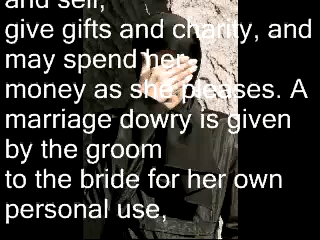 and self,
give gifts and charity, and
may spend her
money as she pleases. A
marriage dowry is given
by the groom
to the bride for her own
personal use,